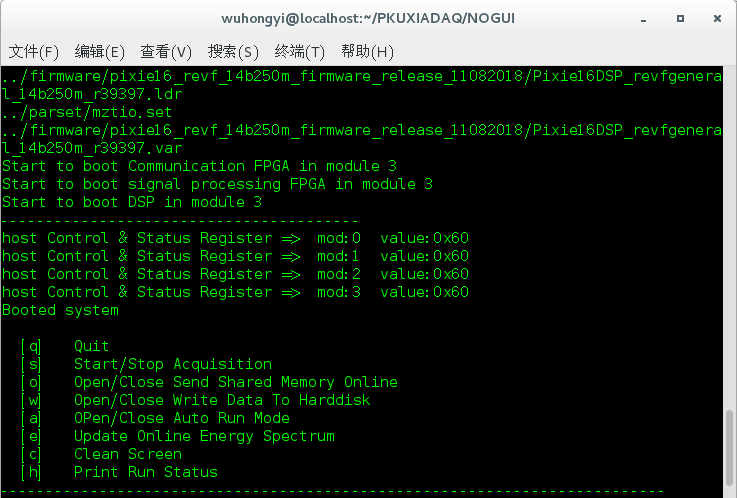 wuhongyi@localhost:~/PKUXIADAQ/NOGUI
文件(F) 编辑(E) 查看(V) 搜索(S) 终端(T) 帮助(H)
../firmware/pixie16_revf_14b250m_firmware_release_11082018/Pixie16DSP_revfgenera
l_14b250m_r39397.ldr
../parset/mztio.set
../firmware/pixie16_revf_14b250m_firmware_release_11082018/Pixie16DSP_revfgenera
l_14b250m_r39397.var
Start to boot Communication FPGA in module 3
Start to boot signal processing FPGA in module 3
Start to boot DSP in module 3
----------------------------------------
host Control & Status Register => mod:0 value:0x60
host Control & Status Register => mod:1 value:0x60
host Control & Status Register => mod:2 value:0x60
host Control & Status Register => mod:3 value:0x60
Booted system
[q] Quit
[s] Start/Stop Acquisition
[o] Open/Close Send Shared Memory Online
[w] Open/Close Write Data To Harddisk
[a] OPen/Close Auto Run Mode
[e] Update Online Energy Spectrum
[c] Clean Screen
[h] Print Run Status
--------------------------------------------------------------------------